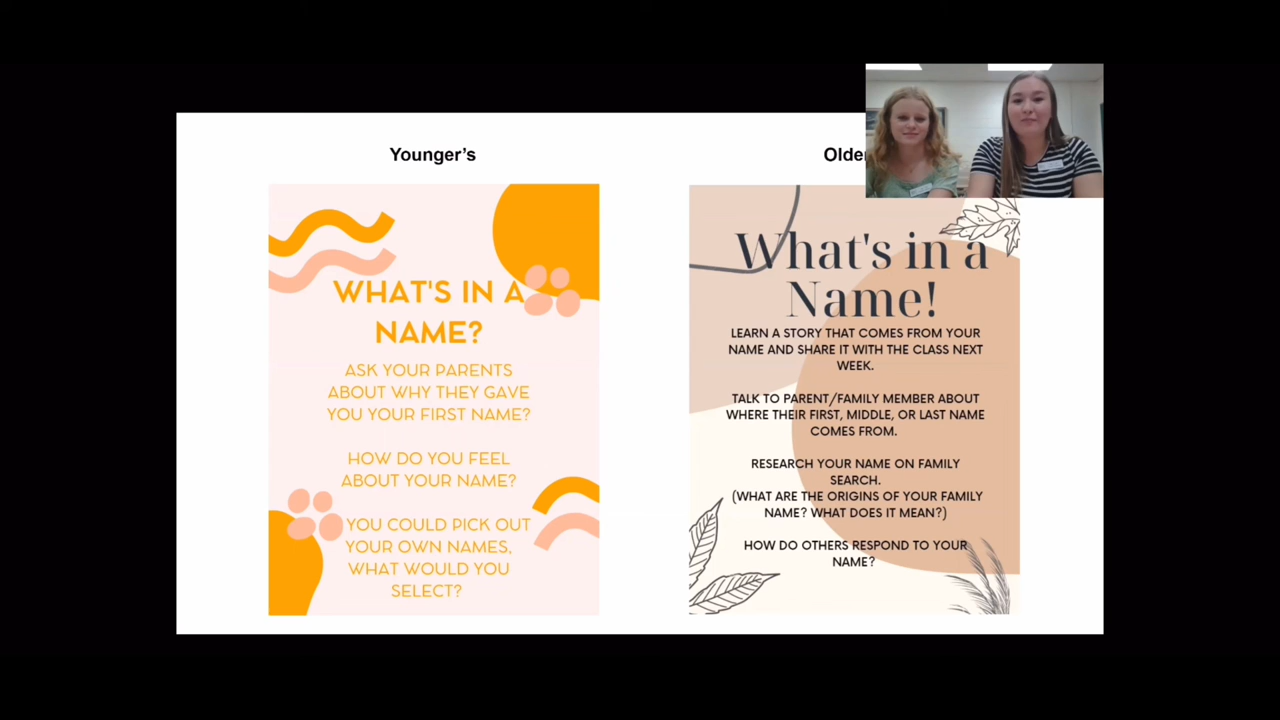 Younger's
WHAT'S IN A
NAME?
ASK YOUR PARENTS
ABOUT WHY THEY GAVE
YOU YOUR FIRST NAME?
HOW DO YOU FEEL
ABOUT YOUR NAME?
YOU COULD PICK OUT
YOUR OWN NAMES,
WHAT WOULD YOU
SELECT?
Older
What's in a
Name!
LEARN A STORY THAT COMES FROM YOUR
NAME AND SHARE IT WITH THE CLASS NEXT
WEEK.
TALK TO PARENT/FAMILY MEMBER ABOUT
WHERE THEIR FIRST, MIDDLE, OR LAST NAME
COMES FROM.
RESEARCH YOUR NAME ON FAMILY
SEARCH.
(WHAT ARE THE ORIGINS OF YOUR FAMILY
NAME? WHAT DOES IT MEAN?)
HOW DO OTHERS RESPOND TO YOUR
NAME?